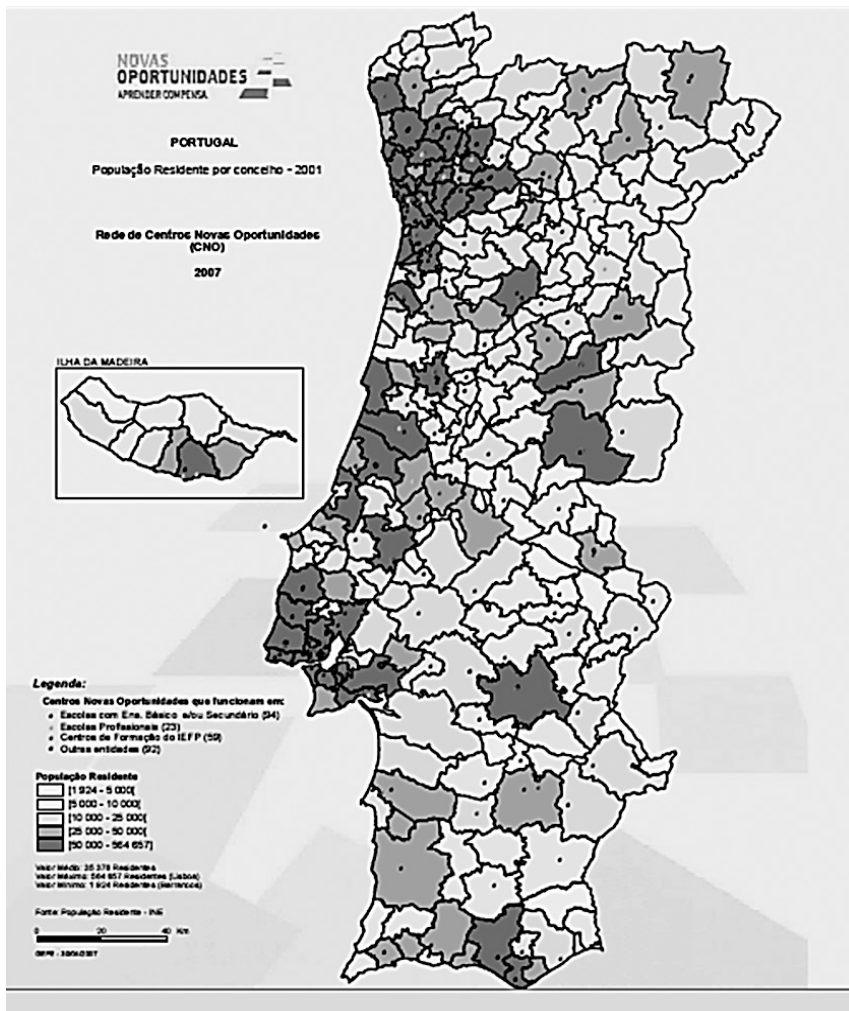 NOVAS
OPORTUNIDADES
APRENDER COMPENSA
PORTUGAL
População Residente por concelho - 2001
Rede de Centros Novas Oportunidades
(CNO)
2007
ILHA DA MADEIRA
Legenda:
Centros Novas Oportunidades que funcionam em:
Escolas com Ens. Básico e/ou Secundário (94)
Escolas Profissionais (23)
Centros de Formação do IEFP (59)
Outras entidades (92)
População Residente
[1 924 - 5 000[
[5 000 - 10 000[
[10 000 - 25 000[
[25 000 - 50 000[
[50 000 - 564 657]
Valor Médio: 35 378 Residentes
Valor Máximo: 564 657 Residentes (Lisboa)
Valor Mínimo: 1 924 Residentes (Barrancos)
Fonte: População Residente - INE
0 20 40 Km